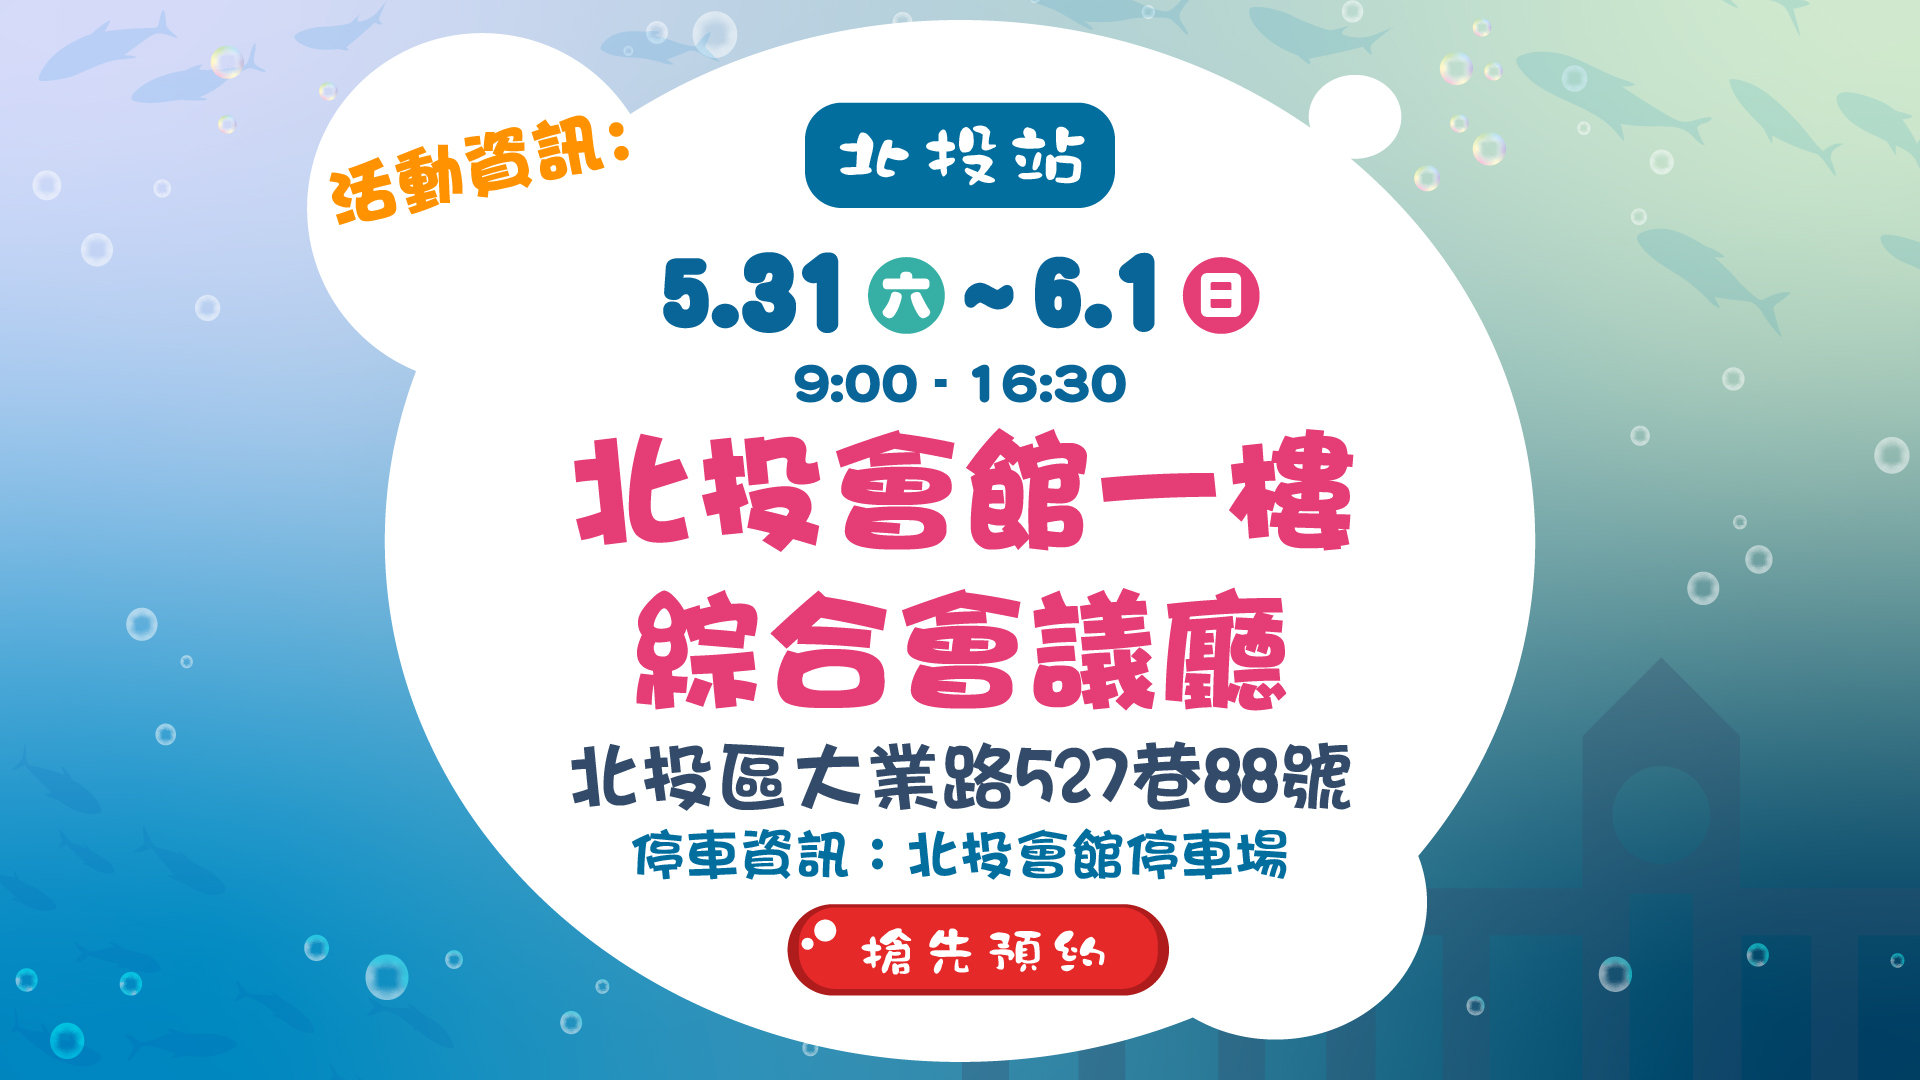 活動資訊:
北投站
5.31 六 ~ 6.1 日
9:00 - 16:30
北投會館一樓
綜合會議廳
北投區大業路527巷88號
停車資訊：北投會館停車場
搶先預約